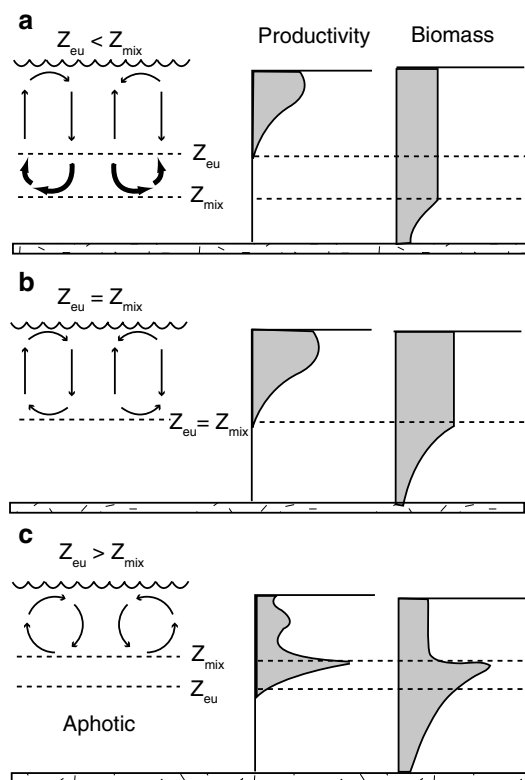 a
Z_eu < Z_mix
Productivity Biomass
Z_eu
Z_mix
b
Z_eu = Z_mix
Z_eu = Z_mix
c
Z_eu > Z_mix
Z_mix
Z_eu
Aphotic